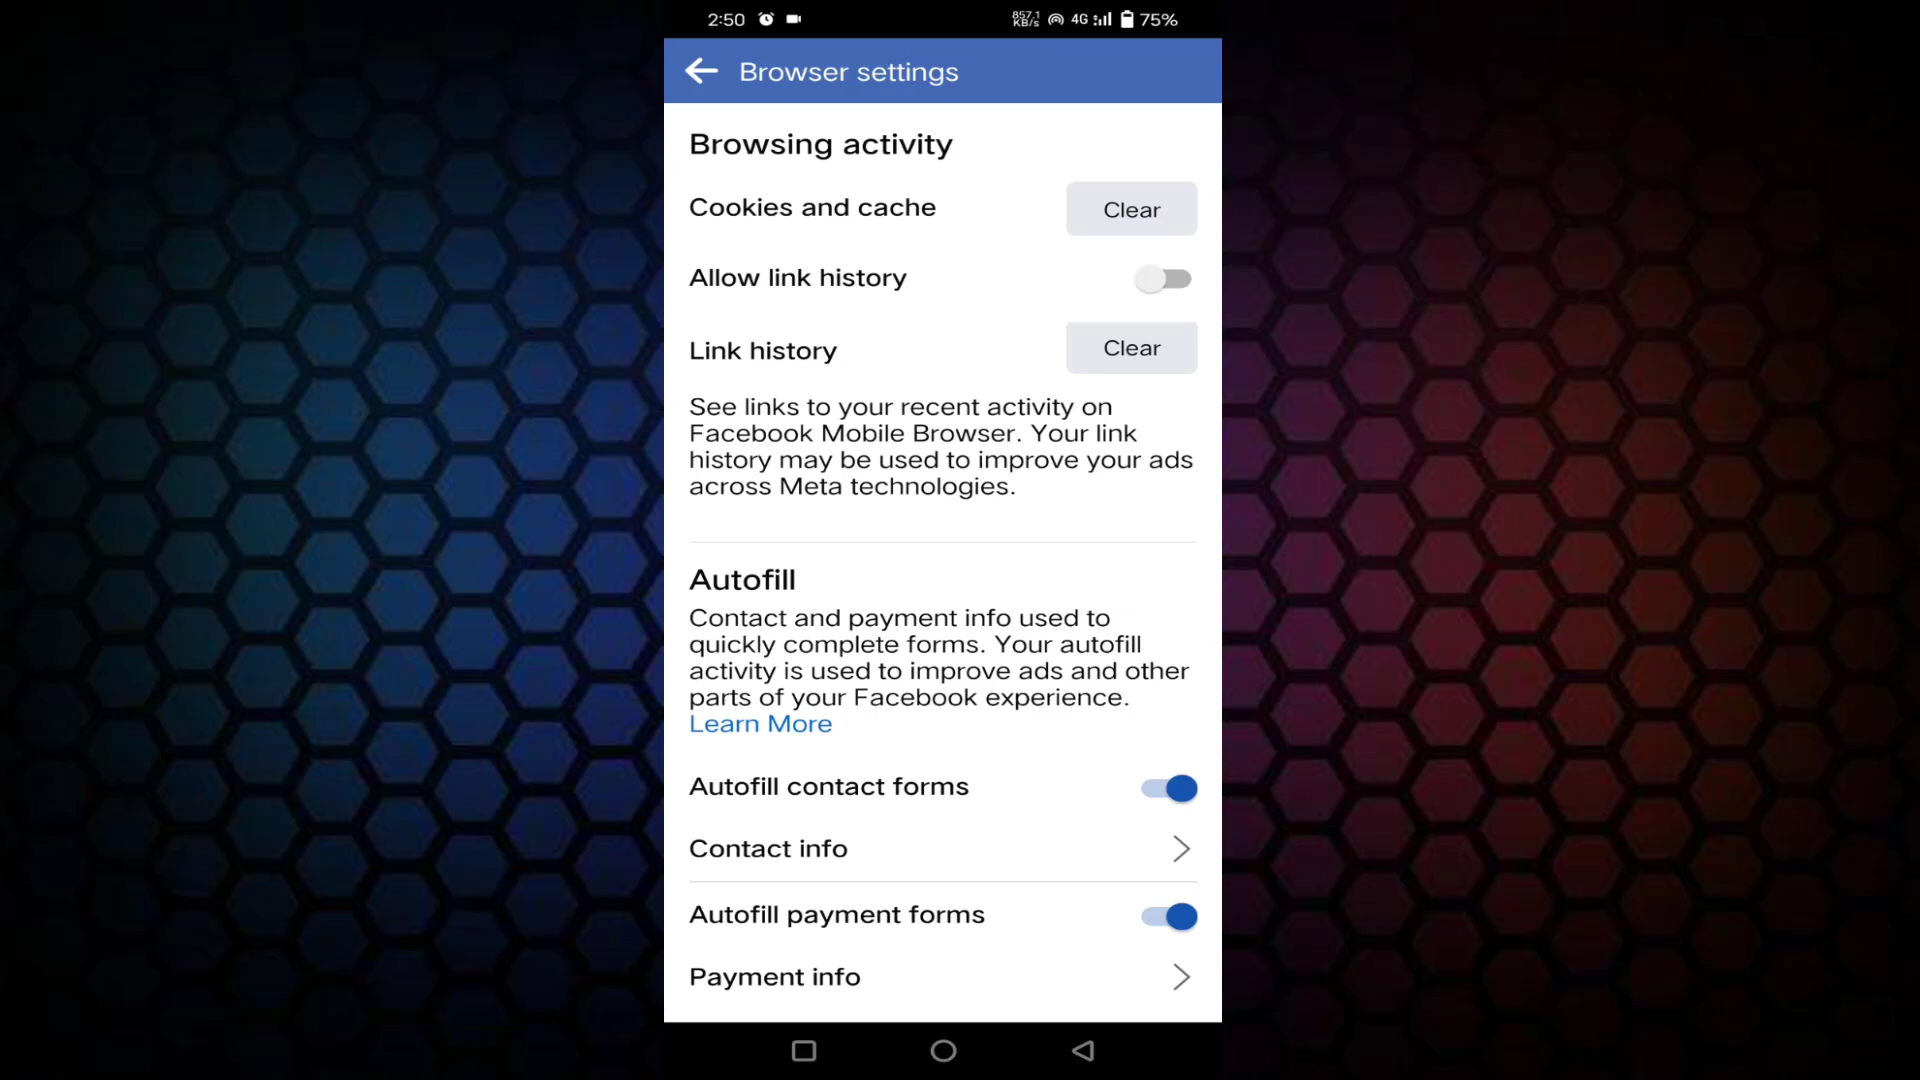 2:50 857.1 KB/s 4G 75%
Browser settings
Browsing activity
Cookies and cache Clear
Allow link history
Link history Clear
See links to your recent activity on
Facebook Mobile Browser. Your link
history may be used to improve your ads
across Meta technologies.
Autofill
Contact and payment info used to
quickly complete forms. Your autofill
activity is used to improve ads and other
parts of your Facebook experience.
Learn More
Autofill contact forms
Contact info
Autofill payment forms
Payment info